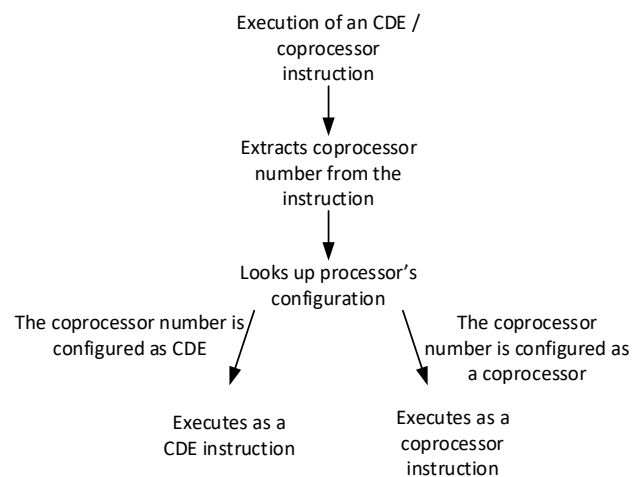 Execution of an CDE /
coprocessor
instruction
Extracts coprocessor
number from the
instruction
Looks up processor's
configuration
The coprocessor number is
configured as CDE
The coprocessor
number is configured as
a coprocessor
Executes as a
CDE instruction
Executes as a
coprocessor
instruction